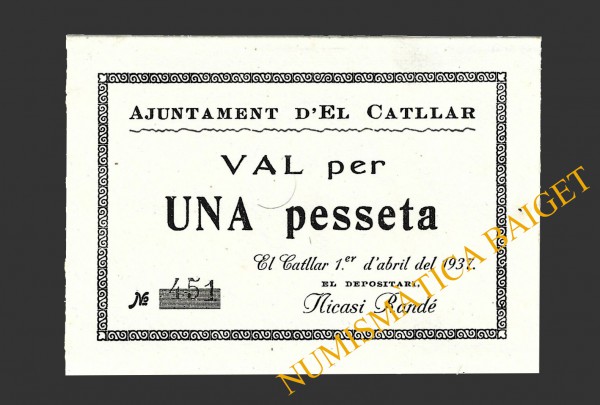 AJUNTAMENT D'EL CATLLAR
VAL per
UNA pesseta
El Catllar 1.er d'abril del 1937.
EL DEPOSITARI,
№ 451
Nicasi Rondé
NUMISMATICA BAIGET